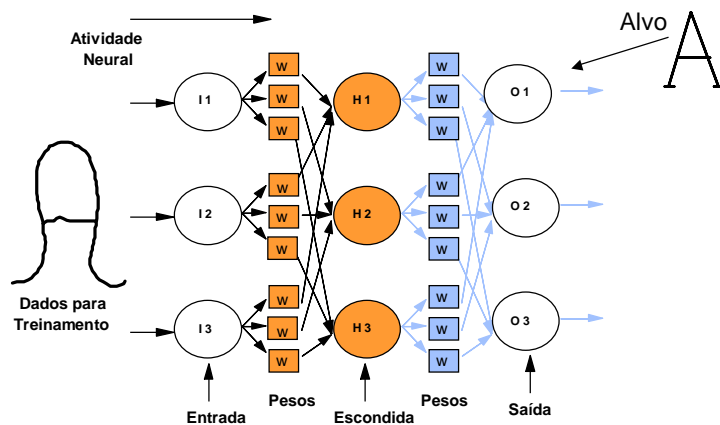 Atividade
Neural
Alvo
A
w w
w w
w w
I 1 H 1 O 1
w w
w w
w w
I 2 H 2 O 2
w w
w w
w w
I 3 H 3 O 3
Dados para
Treinamento
Entrada Pesos Escondida Pesos Saída